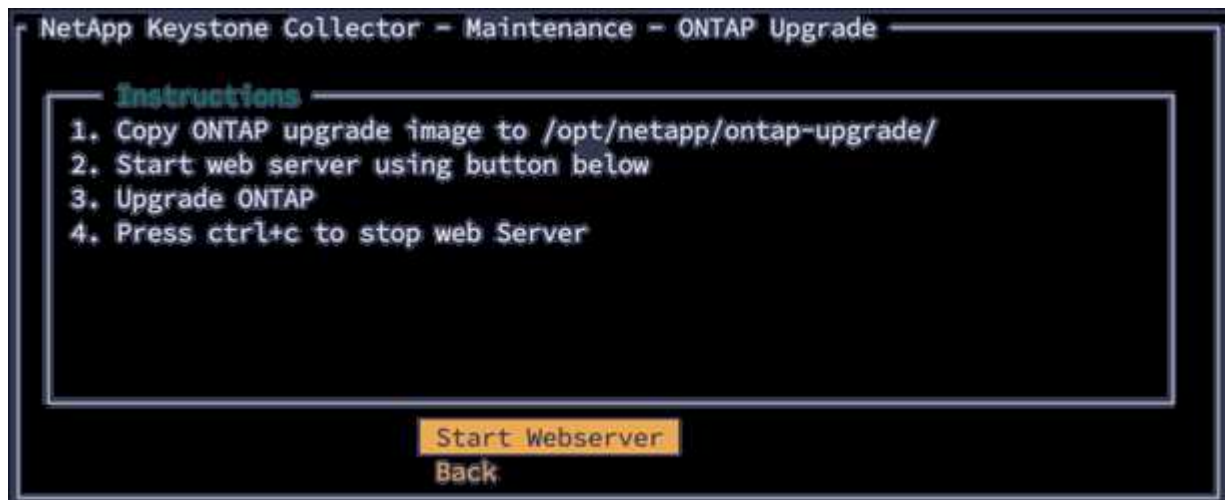 NetApp Keystone Collector - Maintenance - ONTAP Upgrade
Instructions
1. Copy ONTAP upgrade image to /opt/netapp/ontap-upgrade/
2. Start web server using button below
3. Upgrade ONTAP
4. Press ctrl+c to stop web Server
Start Webserver
Back